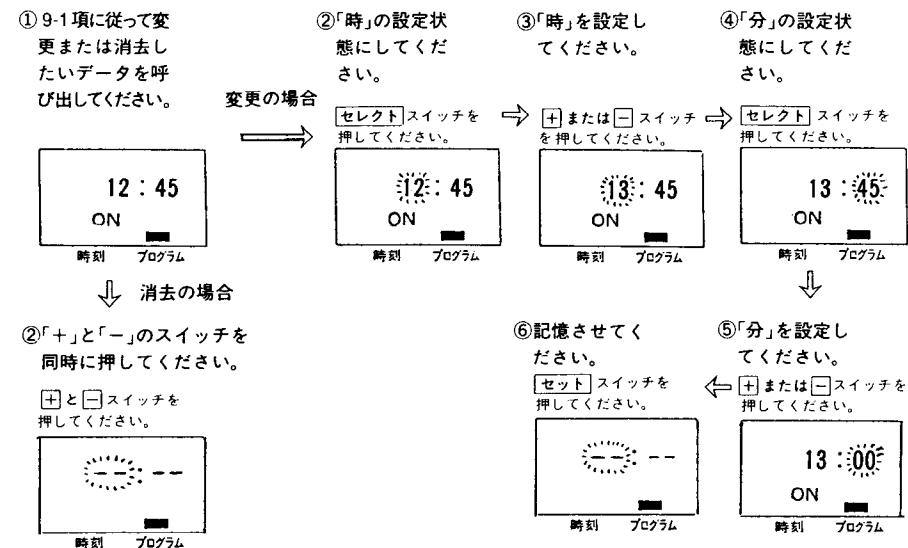 ①9-1項に従って変
更または消去し
たいデータを呼
び出してください。
12:45
ON
時刻 プログラム
変更の場合
②「時」の設定状
態にしてくだ
さい。
セレクト スイッチを
押してください。
12:45
ON
時刻 プログラム
③「時」を設定し
てください。
+ または - スイッチ
を押してください。
13:45
ON
時刻 プログラム
④「分」の設定状
態にしてくだ
さい。
セレクト スイッチを
押してください。
13:45
ON
時刻 プログラム
⑤「分」を設定し
てください。
+ または - スイッチを
押してください。
13:00
ON
時刻 プログラム
⑥記憶させてく
ださい。
セット スイッチを
押してください。
--:--
時刻 プログラム
消去の場合
②「+」と「-」のスイッチを
同時に押してください。
+ と - スイッチを
押してください。
--:--
時刻 プログラム